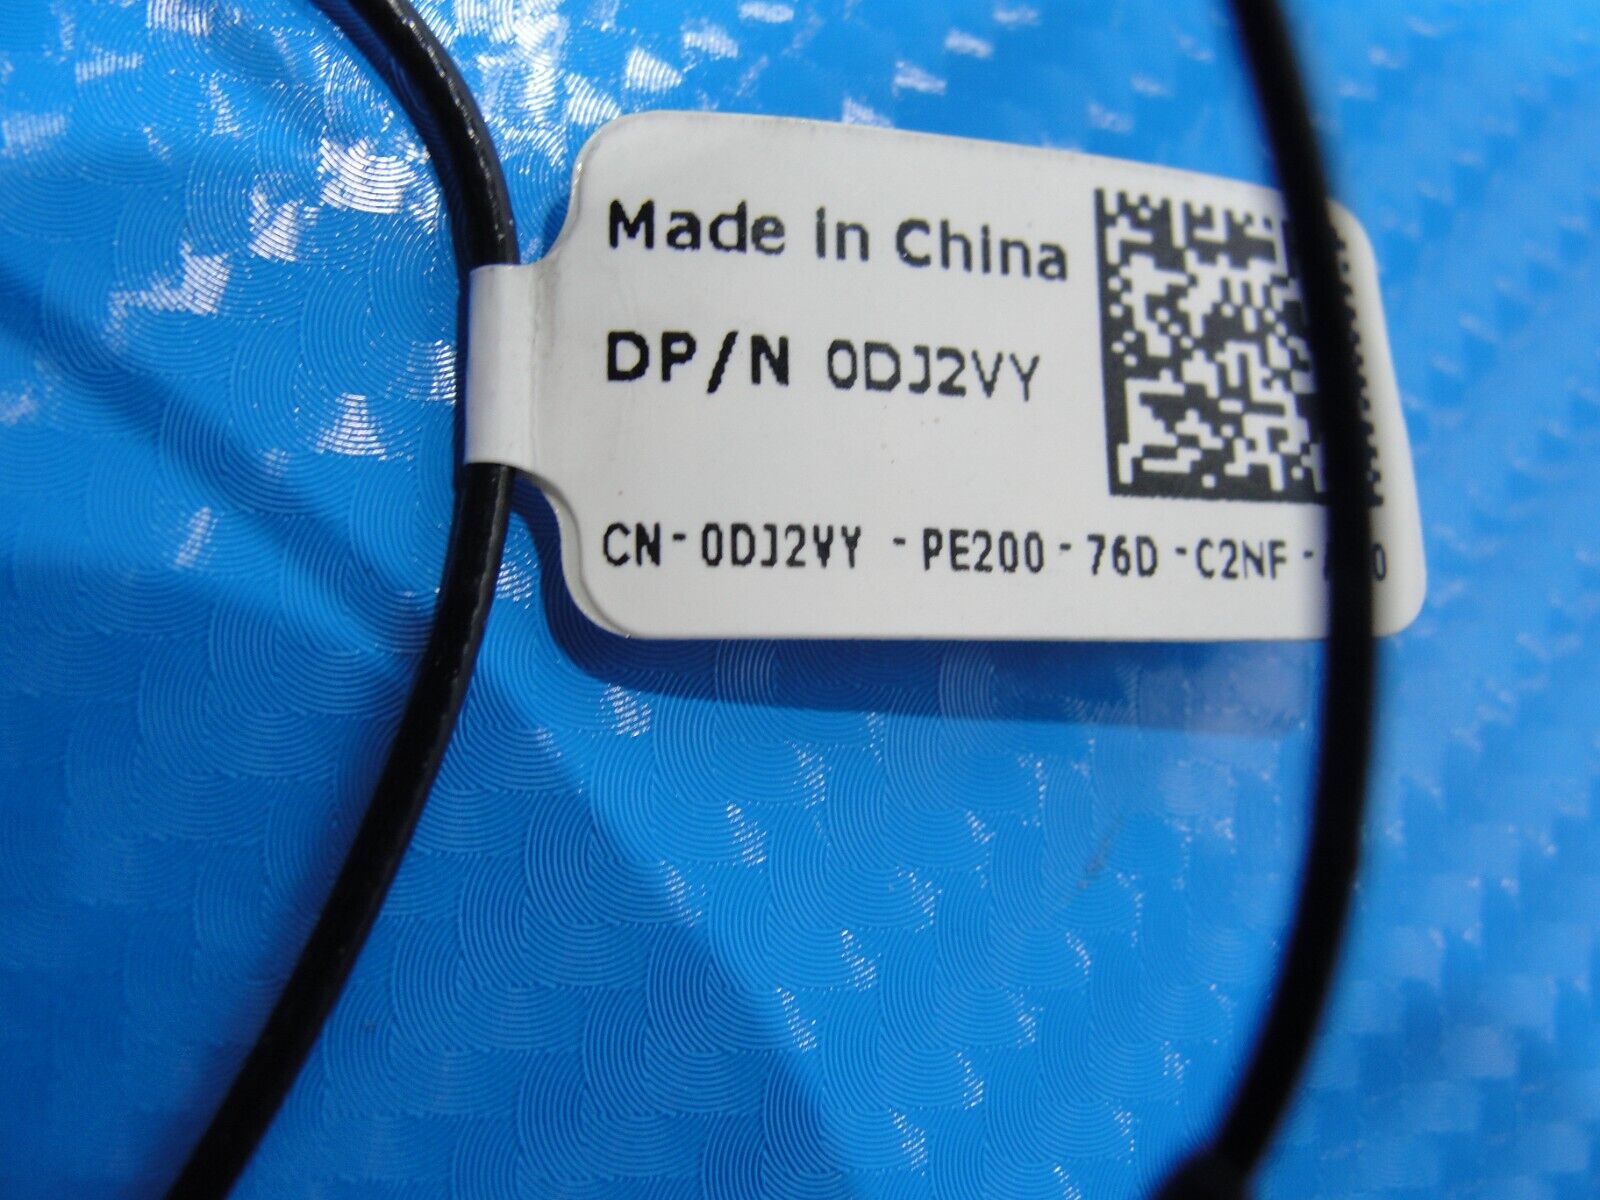 Made in China
DP/N 0DJ2VY
CN-0DJ2VY -PE200-76D-C2NF-